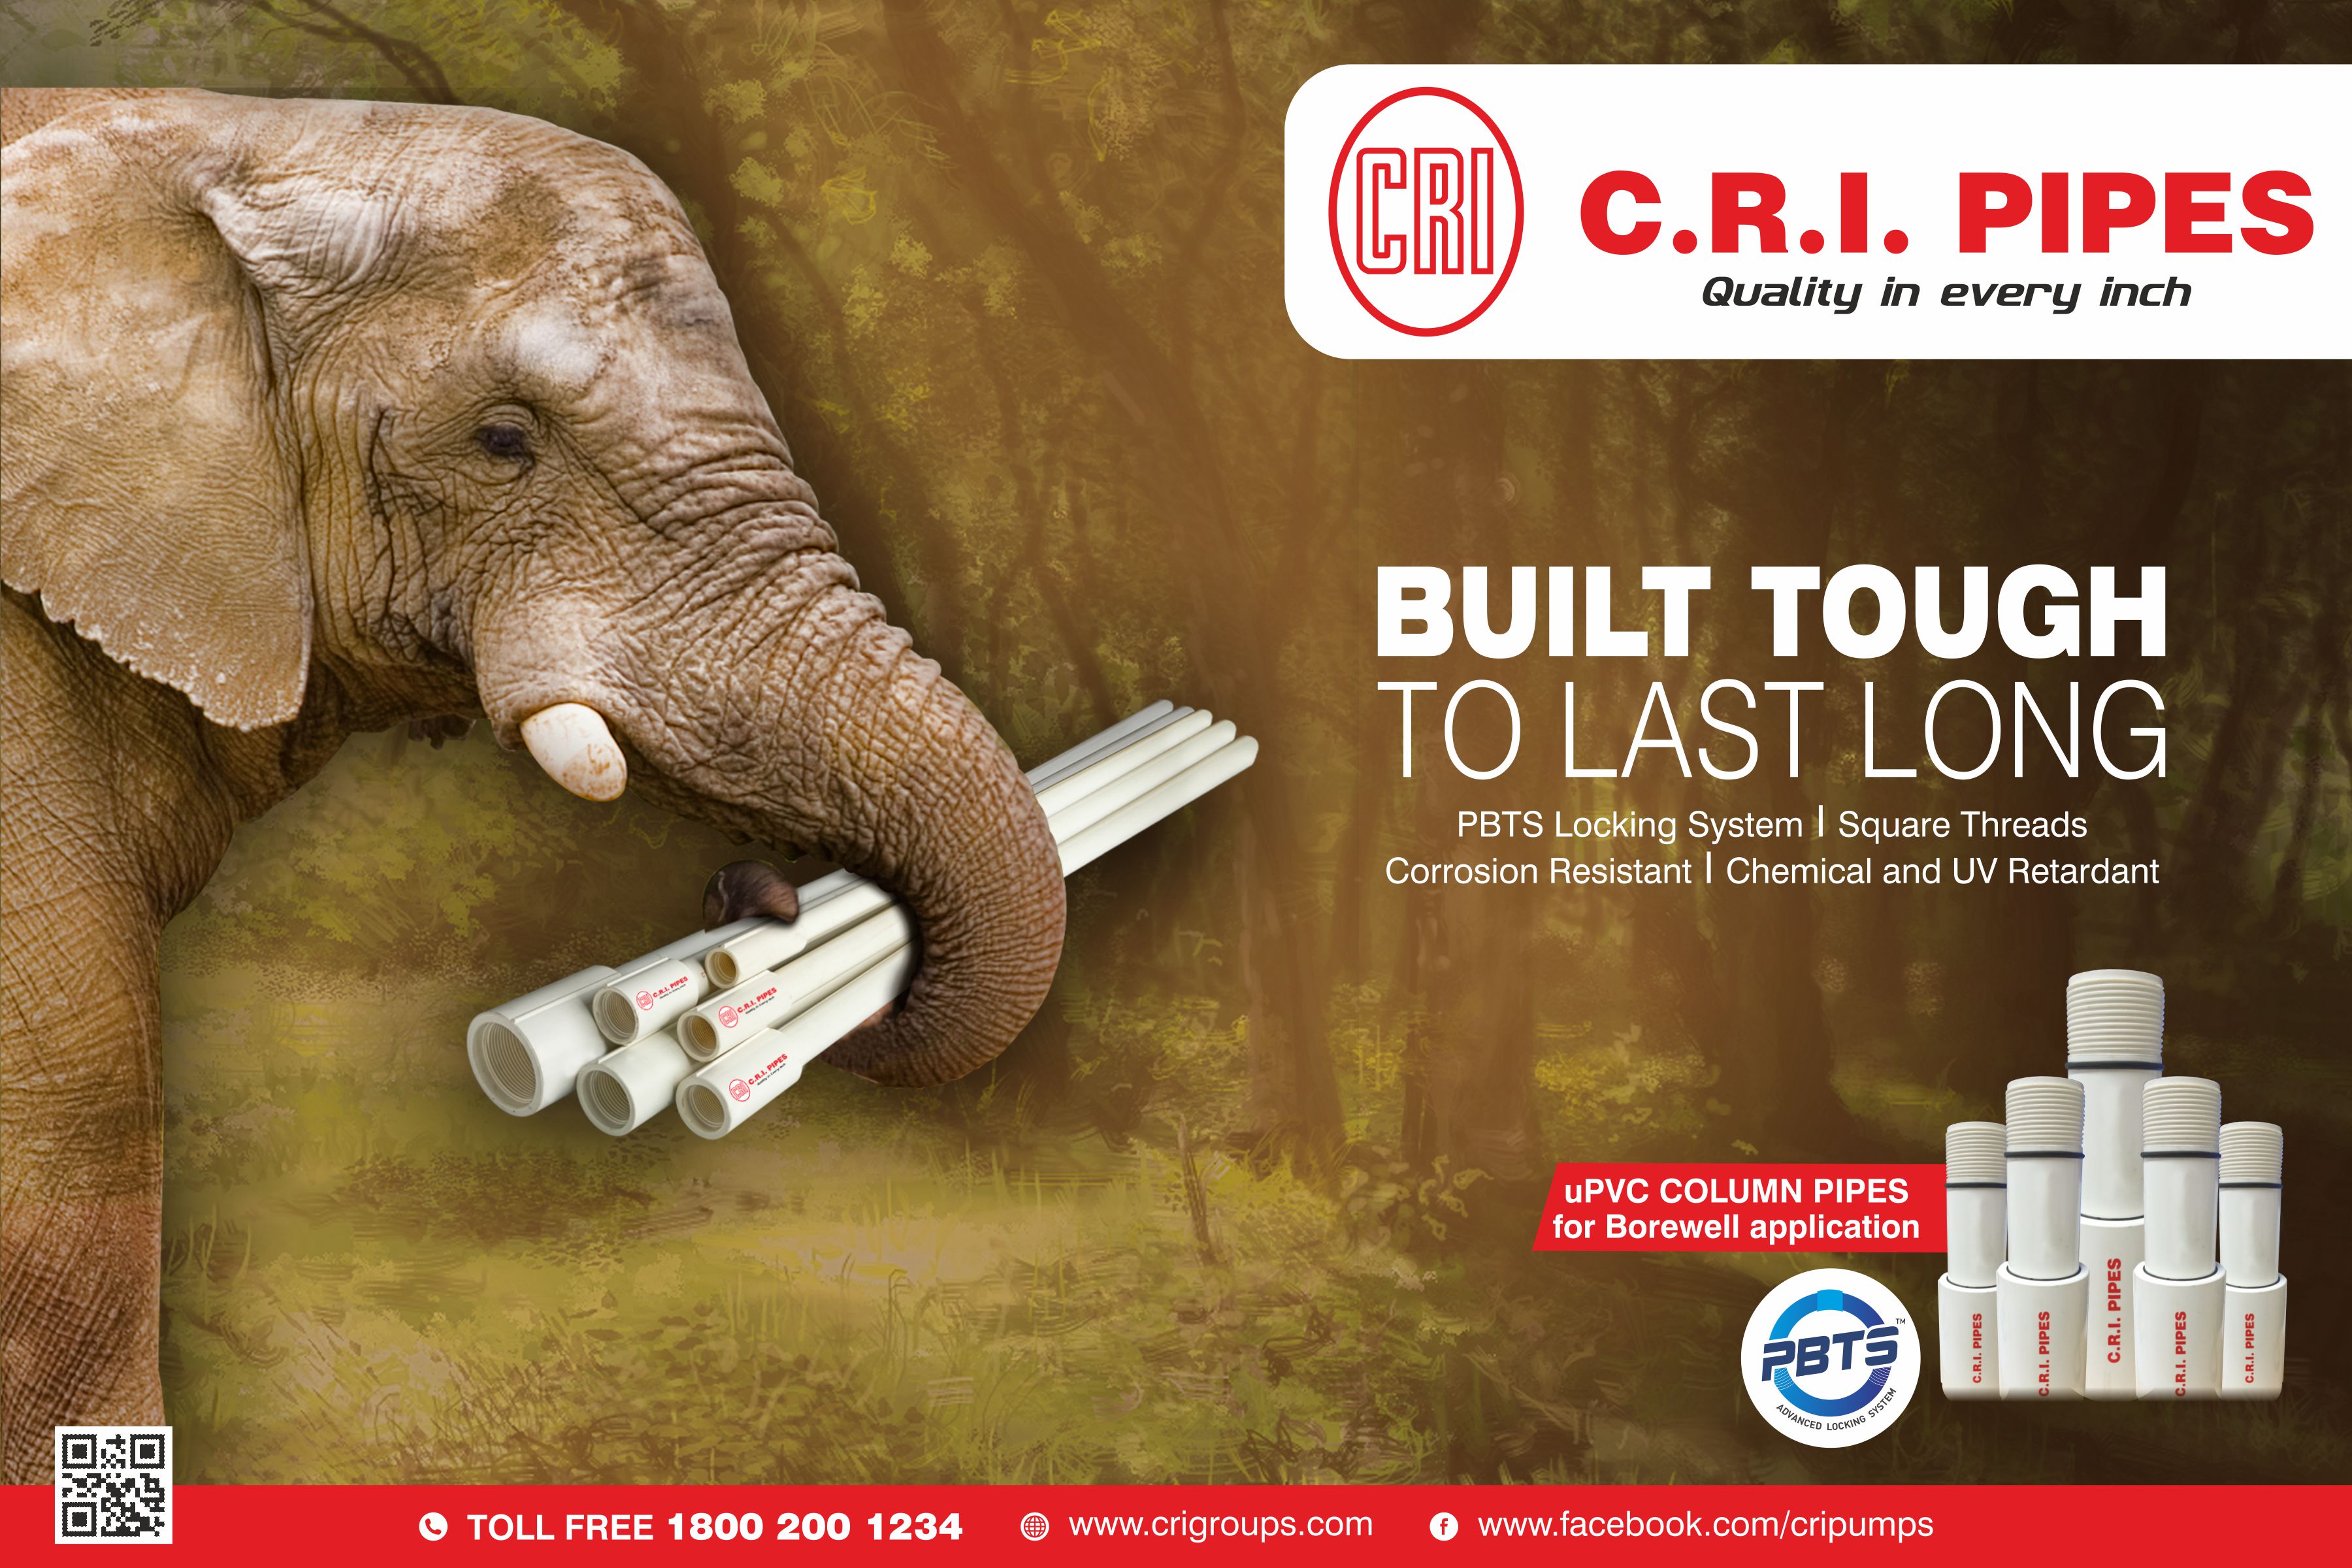 CRI
C.R.I. PIPES
Quality in every inch
BUILT TOUGH
TO LAST LONG
PBTS Locking System | Square Threads
Corrosion Resistant | Chemical and UV Retardant
C.R.I. PIPES
C.R.I. PIPES
C.R.I. PIPES
uPVC COLUMN PIPES
for Borewell application
PBTS™
ADVANCED LOCKING SYSTEM
C.R.I. PIPES
C.R.I. PIPES
C.R.I. PIPES
C.R.I. PIPES
C.R.I. PIPES
TOLL FREE 1800 200 1234
www.crigroups.com
www.facebook.com/cripumps